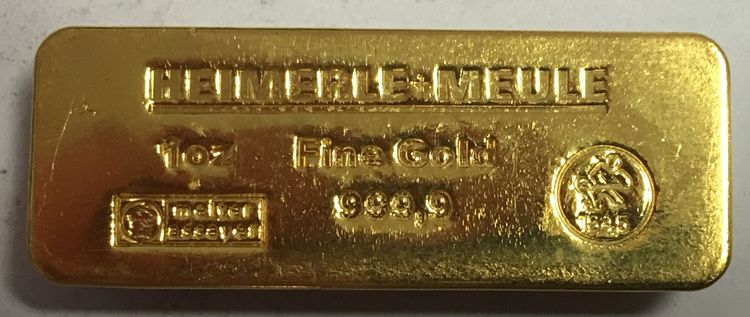 HEIMERLE+MEULE
1oz Fine Gold
999,9
melter
assayer
1845